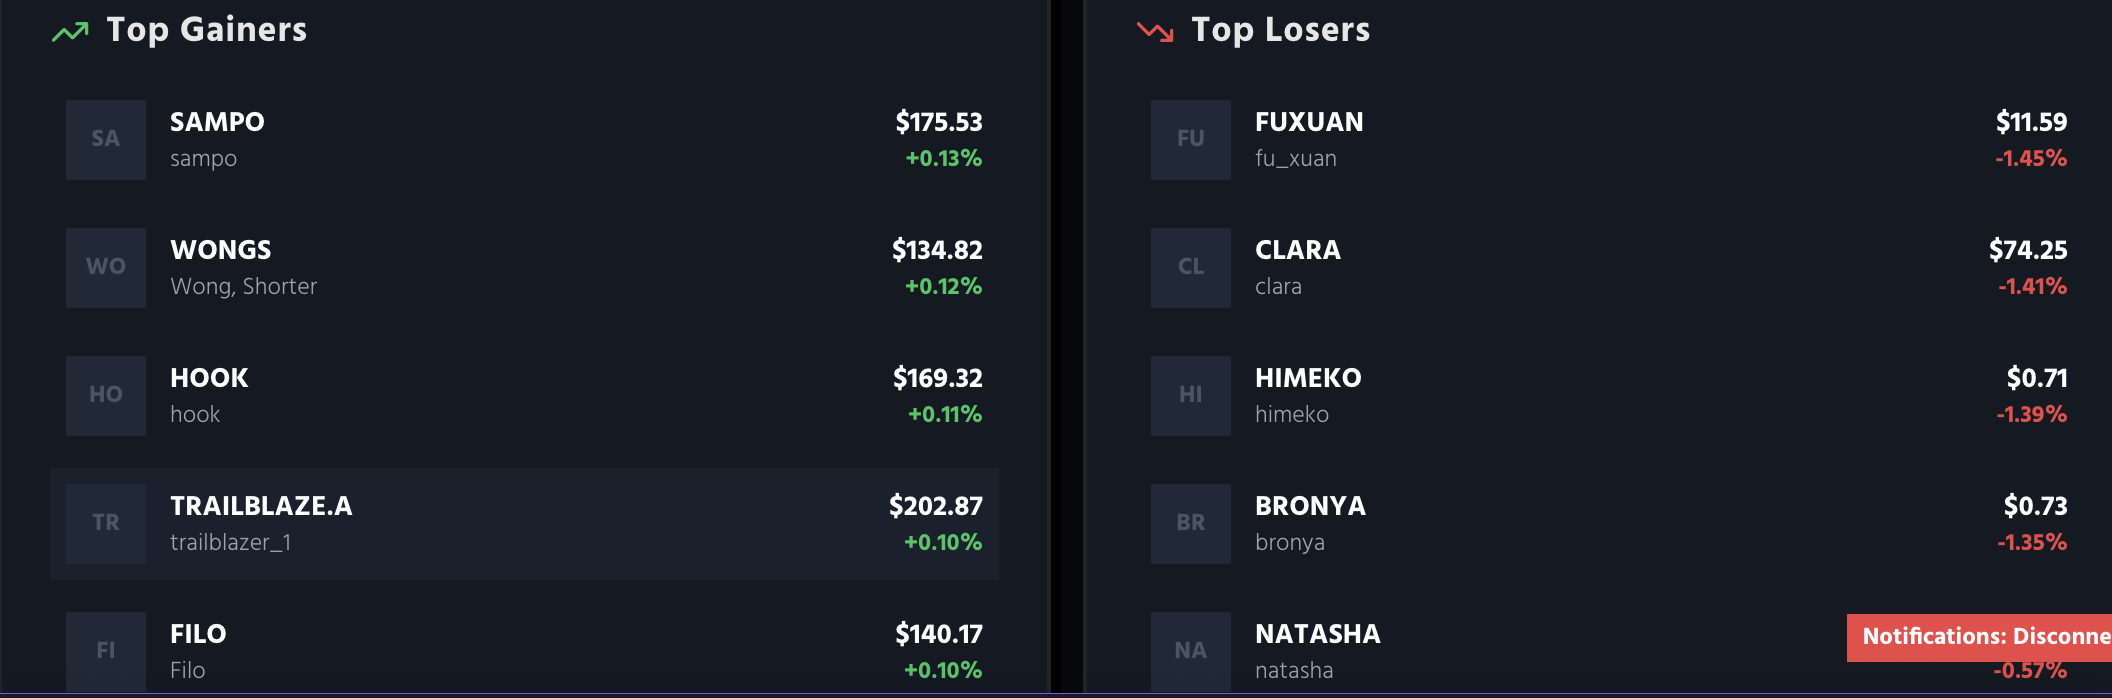 Top Gainers
SA
SAMPO
sampo
$175.53
+0.13%
WO
WONGS
Wong, Shorter
$134.82
+0.12%
HO
HOOK
hook
$169.32
+0.11%
TR
TRAILBLAZE.A
trailblazer_1
$202.87
+0.10%
FI
FILO
Filo
$140.17
+0.10%
Top Losers
FU
FUXUAN
fu_xuan
$11.59
-1.45%
CL
CLARA
clara
$74.25
-1.41%
HI
HIMEKO
himeko
$0.71
-1.39%
BR
BRONYA
bronya
$0.73
-1.35%
NA
NATASHA
natasha
Notifications: Disconne
-0.57%